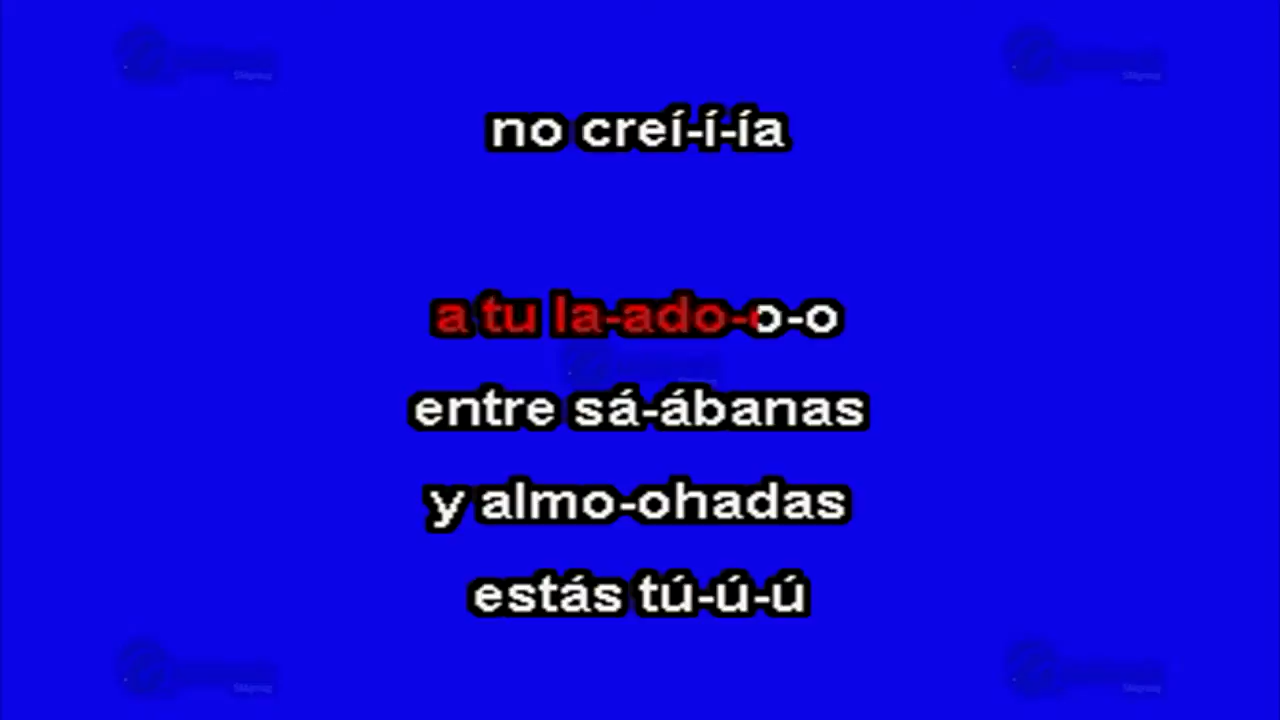 no creí-í-ía
a tu la-ado-o-o
entre sá-ábanas
y almo-ohadas
estás tú-ú-ú